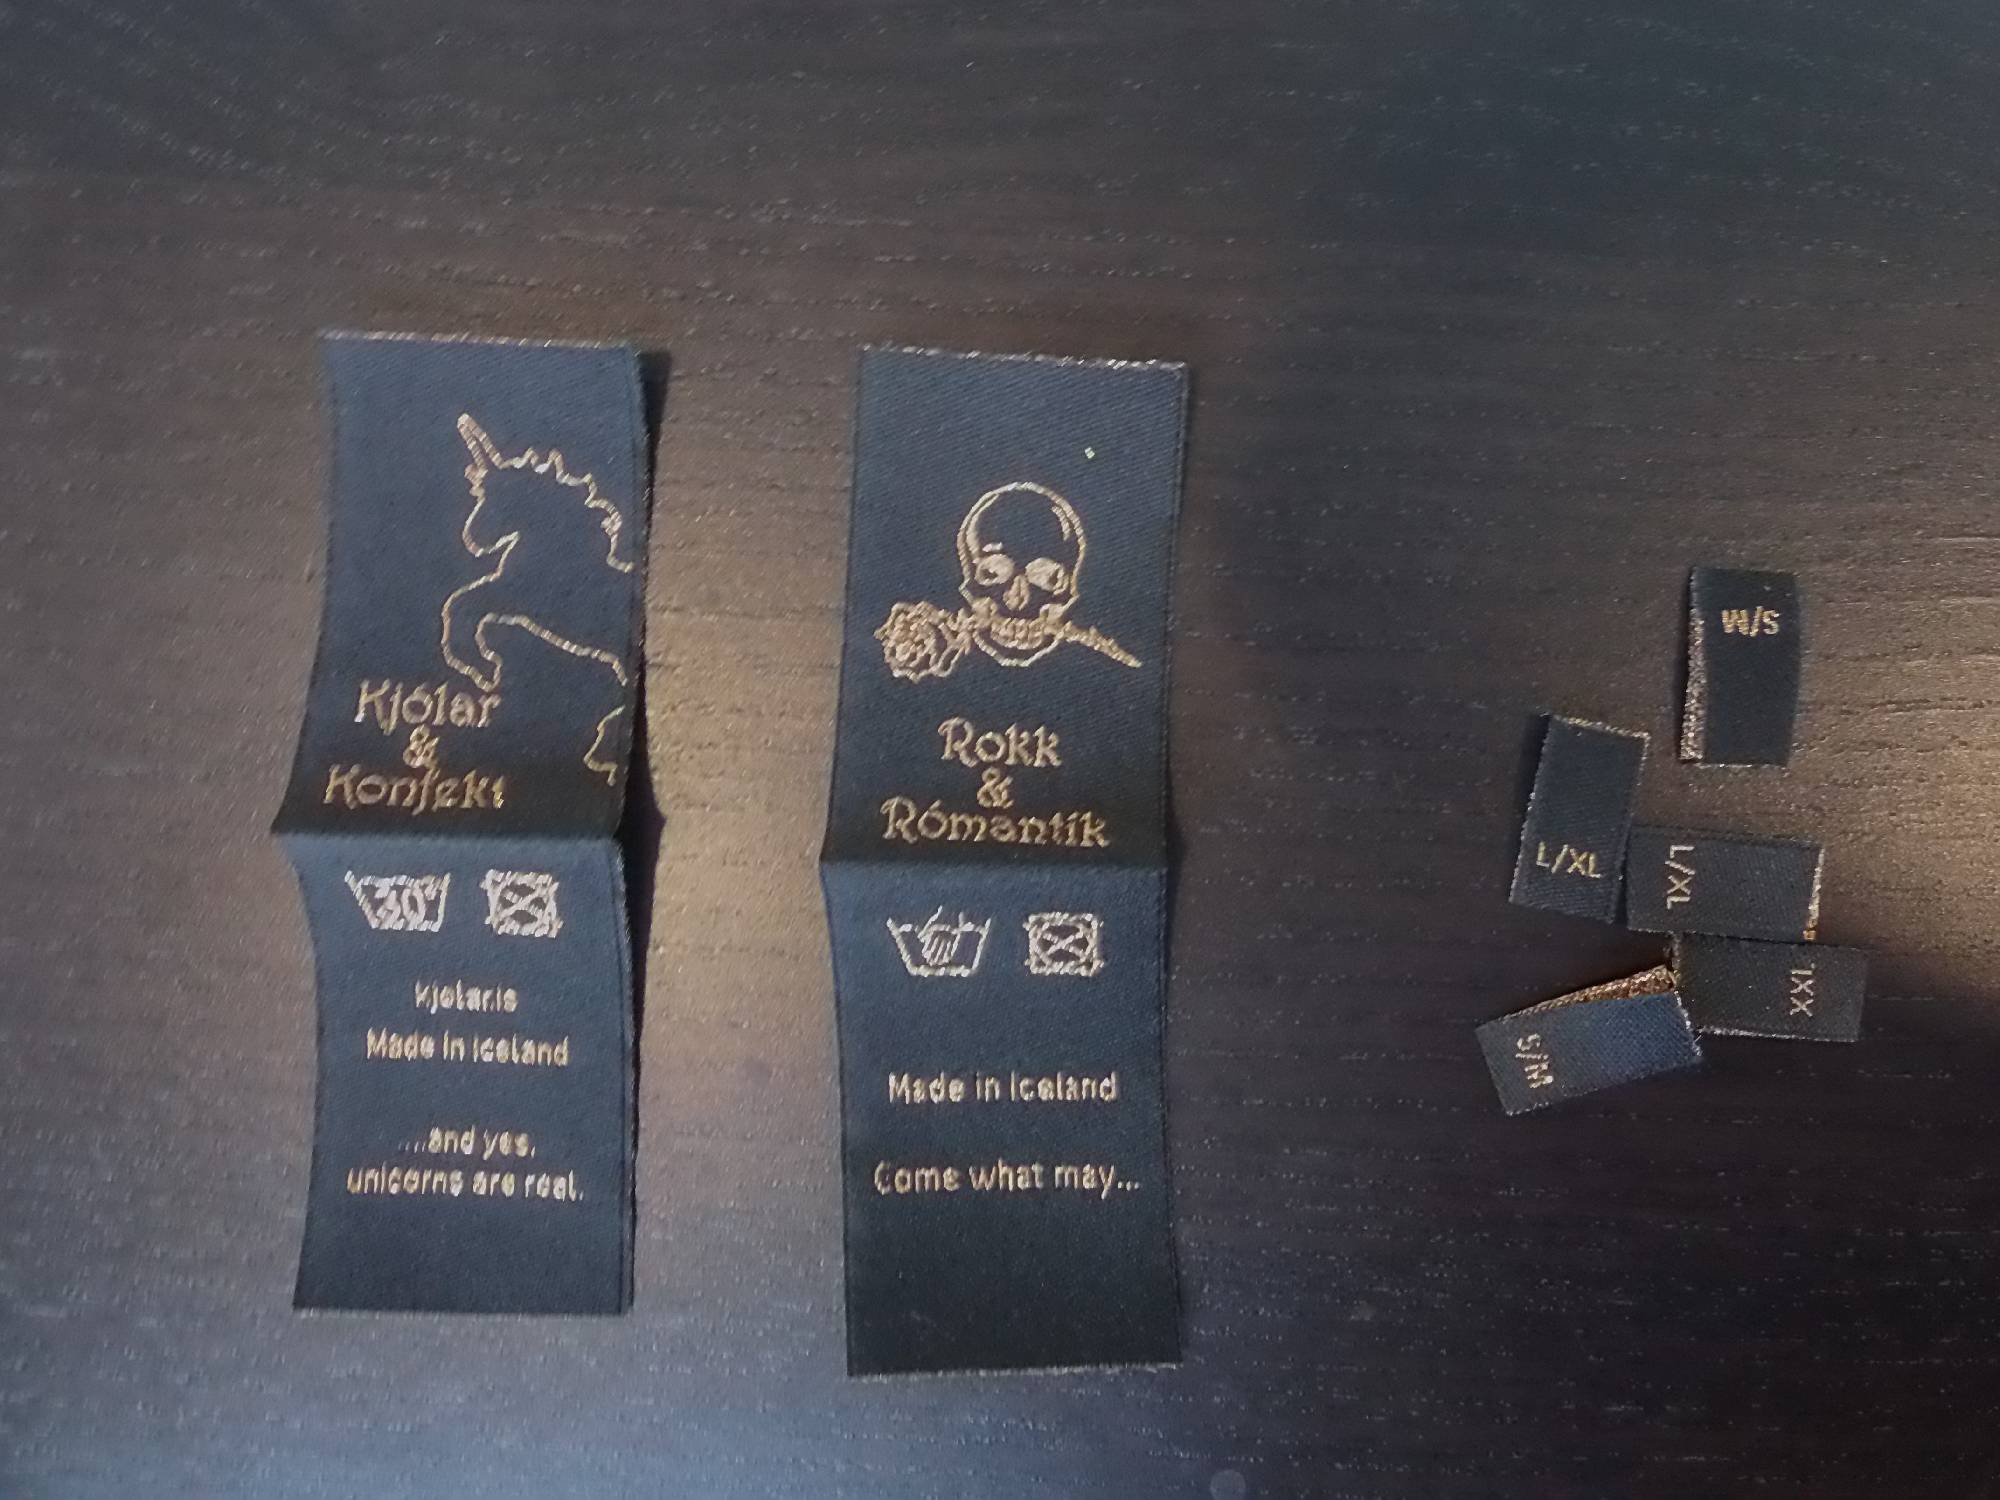 Kjólar
&
Konfekt
30°
kjolar.is
Made in Iceland
....and yes,
unicorns are real.
Rokk
&
Rómantík
Made in Iceland
Come what may...
S/M
L/XL
L/XL
XXL
S/M